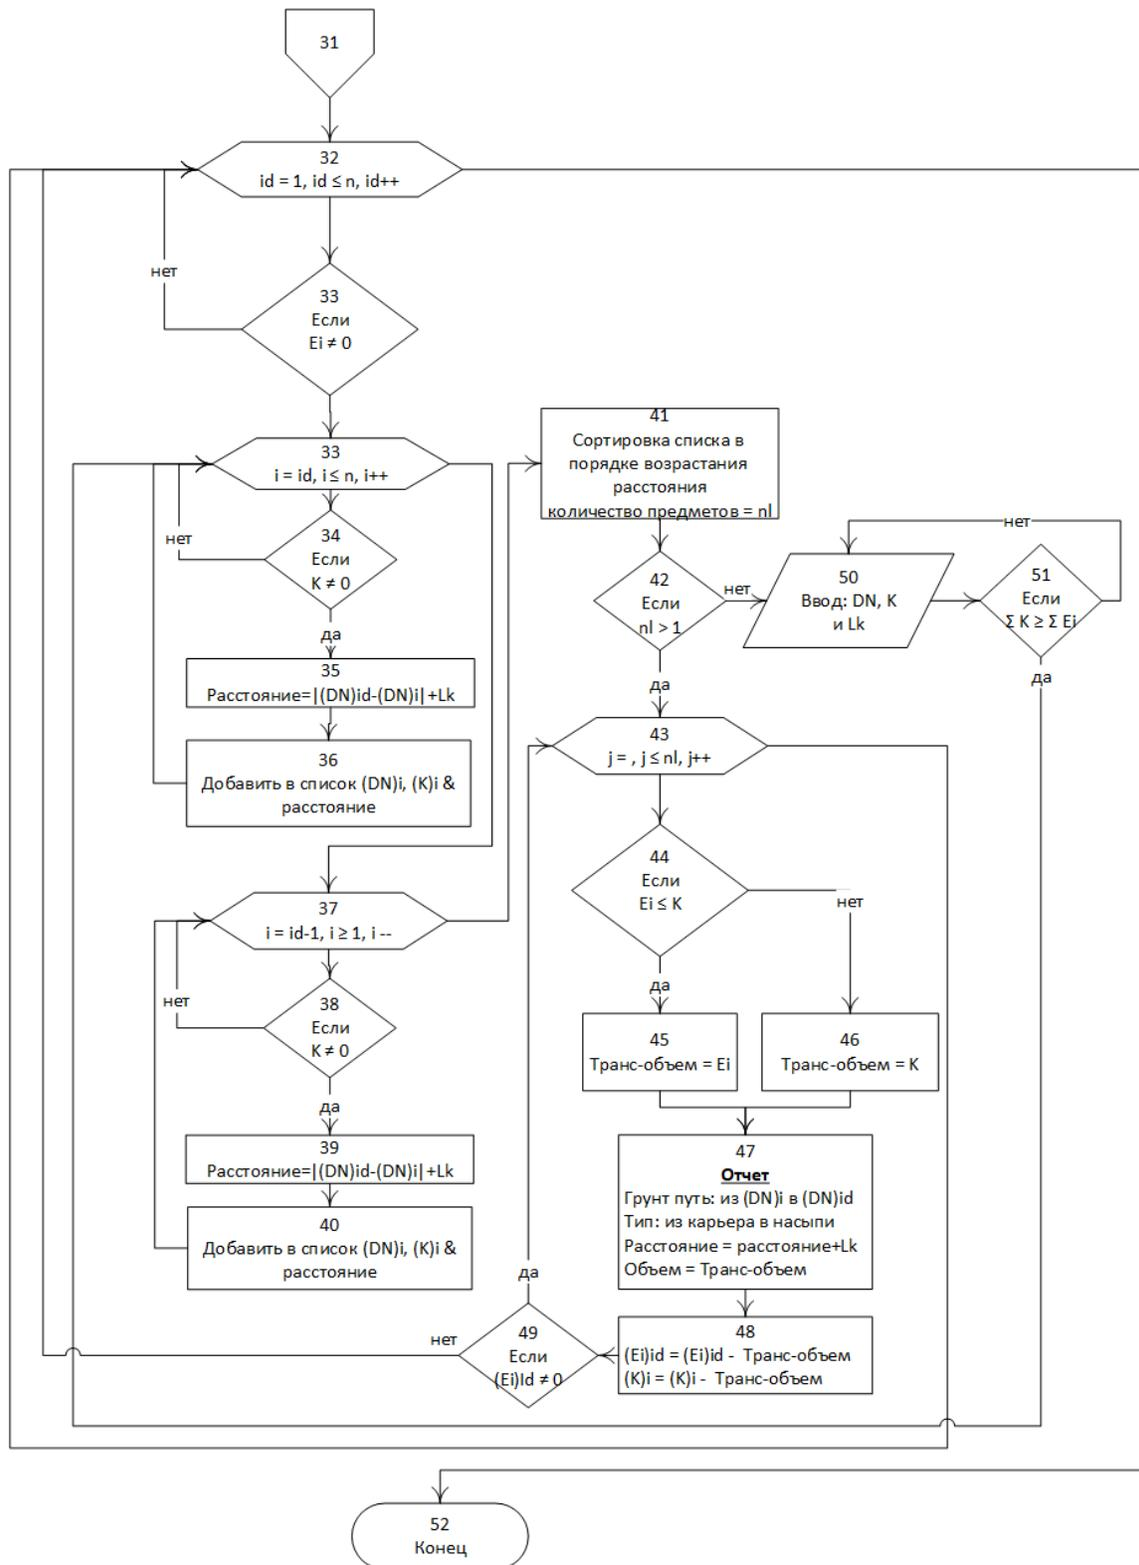 31
32
id = 1, id ≤ n, id++
нет
33
Если
Ei ≠ 0
33
i = id, i ≤ n, i++
нет
34
Если
K ≠ 0
да
35
Расстояние=|(DN)id-(DN)i|+Lk
36
Добавить в список (DN)i, (K)i &
расстояние
37
i = id-1, i ≥ 1, i --
нет
38
Если
K ≠ 0
да
39
Расстояние=|(DN)id-(DN)i|+Lk
40
Добавить в список (DN)i, (K)i &
расстояние
41
Сортировка списка в
порядке возрастания
расстояния
количество предметов = nl
42
Если
nl > 1
нет
да
50
Ввод: DN, K
и Lk
нет
51
Если
Σ K ≥ Σ Ei
да
43
j = , j ≤ nl, j++
44
Если
Ei ≤ K
нет
да
45
Транс-объем = Ei
46
Транс-объем = K
47
Отчет
Грунт путь: из (DN)i в (DN)id
Тип: из карьера в насыпи
Расстояние = расстояние+Lk
Объем = Транс-объем
48
(Ei)id = (Ei)id - Транс-объем
(K)i = (K)i - Транс-объем
да
нет
49
Если
(Ei)Id ≠ 0
52
Конец